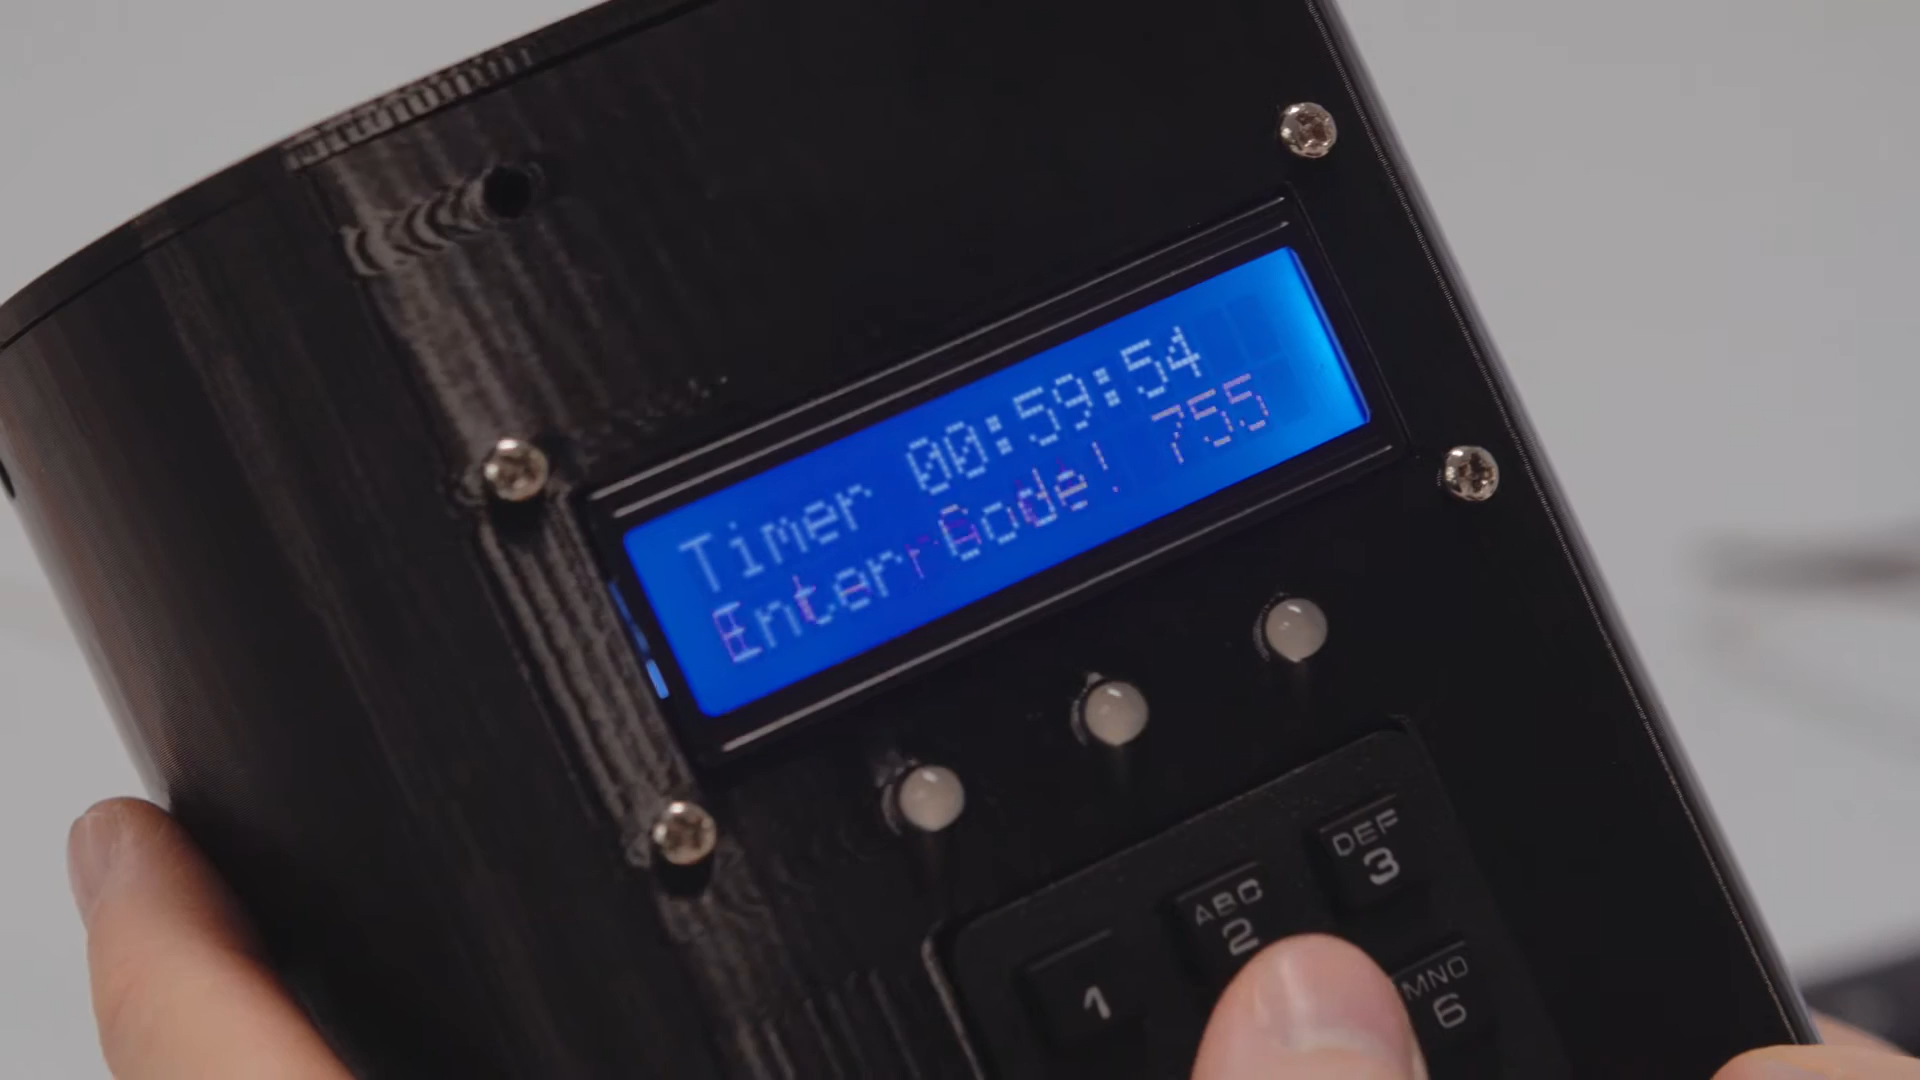 Timer 00:59:54
Enter Code! 755
ABC DEF
1 2 3
MNO
6